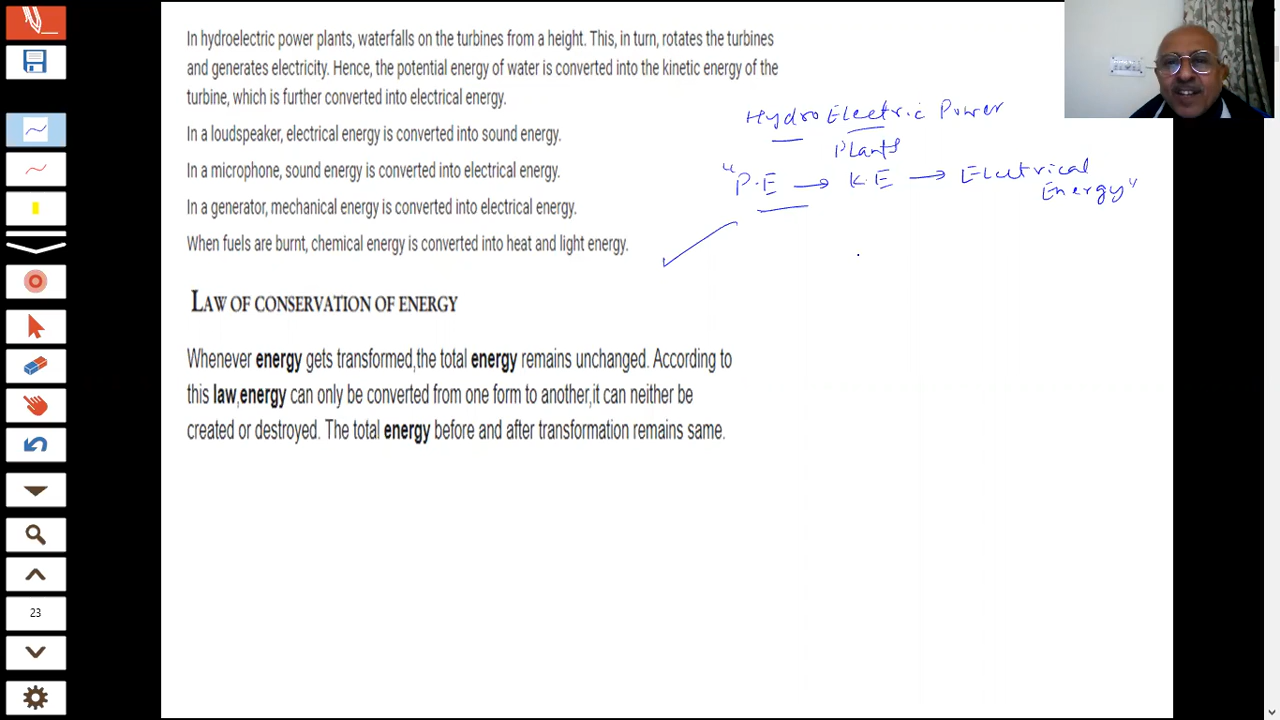 In hydroelectric power plants, waterfalls on the turbines from a height. This, in turn, rotates the turbines
and generates electricity. Hence, the potential energy of water is converted into the kinetic energy of the
turbine, which is further converted into electrical energy.
In a loudspeaker, electrical energy is converted into sound energy.
In a microphone, sound energy is converted into electrical energy.
In a generator, mechanical energy is converted into electrical energy.
When fuels are burnt, chemical energy is converted into heat and light energy.
Hydro Electric Power
Plants
"P.E → K.E → Electrical
Energy"
LAW OF CONSERVATION OF ENERGY
Whenever energy gets transformed,the total energy remains unchanged. According to
this law,energy can only be converted from one form to another,it can neither be
created or destroyed. The total energy before and after transformation remains same.
23